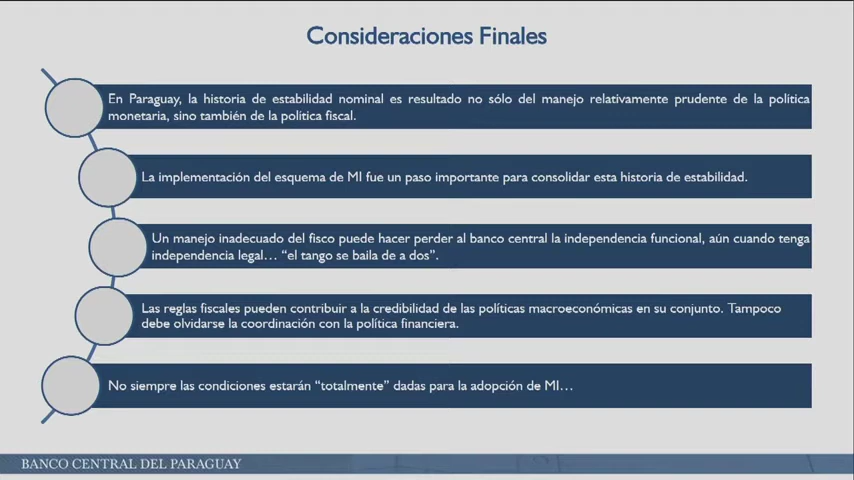 Consideraciones Finales
En Paraguay, la historia de estabilidad nominal es resultado no sólo del manejo relativamente prudente de la política
monetaria, sino también de la política fiscal.
La implementación del esquema de MI fue un paso importante para consolidar esta historia de estabilidad.
Un manejo inadecuado del fisco puede hacer perder al banco central la independencia funcional, aún cuando tenga
independencia legal… “el tango se baila de a dos”.
Las reglas fiscales pueden contribuir a la credibilidad de las políticas macroeconómicas en su conjunto. Tampoco
debe olvidarse la coordinación con la política financiera.
No siempre las condiciones estarán “totalmente” dadas para la adopción de MI…
BANCO CENTRAL DEL PARAGUAY